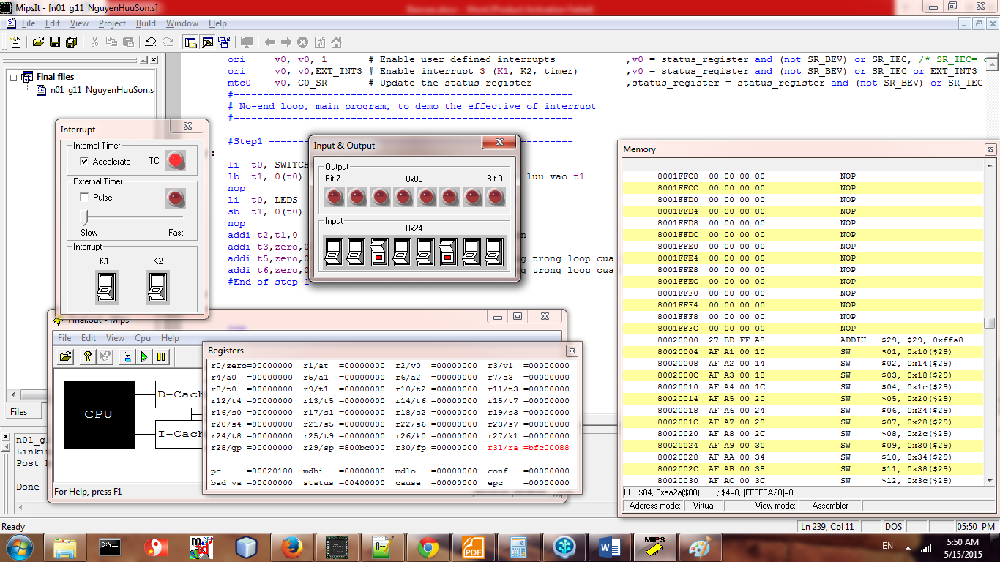 MipsIt - [n01_g11_NguyenHuuSon.s]
File Edit View Project Build Window Help
Final files
n01_g11_NguyenHuuSon.s
Files
ori v0, v0, 1 # Enable user defined interrupts ,v0 = status_register and (not SR_BEV) or SR_IEC, /* SR_IEC=
ori v0, v0,EXT_INT3 # Enable interrupt 3 (K1, K2, timer) ,v0 = status_register and (not SR_BEV) or SR_IEC or EXT_INT3
mtc0 v0, C0_SR # Update the status register ,status_register = status_register and (not SR_BEV) or SR_IEC
#----------------------------------------------------------
# No-end loop, main program, to demo the effective of interrupt
#----------------------------------------------------------
#Step1 ----------------------------------------------------
:
li t0, SWITCH
lb t1, 0(t0) luu vao t1
nop
li t0, LEDS
sb t1, 0(t0)
nop
addi t2,t1,0
addi t3,zero,
addi t5,zero, trong loop cua
addi t6,zero, trong loop cua
#End of step
Interrupt
Internal Timer
Accelerate TC
External Timer
Pulse
Slow Fast
Interrupt
K1 K2
Input & Output
Output
Bit 7 0x00 Bit 0
Input
0x24
Final.out - Mips
File Edit View Cpu Help
CPU
D-Cach
I-Cach
For Help, press F1
Registers
r0/zero=00000000 r1/at =00000000 r2/v0 =00000000 r3/v1 =00000000
r4/a0 =00000000 r5/a1 =00000000 r6/a2 =00000000 r7/a3 =00000000
r8/t0 =00000000 r9/t1 =00000000 r10/t2 =00000000 r11/t3 =00000000
r12/t4 =00000000 r13/t5 =00000000 r14/t6 =00000000 r15/t7 =00000000
r16/s0 =00000000 r17/s1 =00000000 r18/s2 =00000000 r19/s3 =00000000
r20/s4 =00000000 r21/s5 =00000000 r22/s6 =00000000 r23/s7 =00000000
r24/t8 =00000000 r25/t9 =00000000 r26/k0 =00000000 r27/k1 =00000000
r28/gp =00000000 r29/sp =800bc000 r30/fp =00000000 r31/ra =bfc00088
pc =80020180 mdhi =00000000 mdlo =00000000 conf =00000000
bad va =00000000 status =00400000 cause =00000000 epc =00000000
Memory
8001FFC8 00 00 00 00 NOP
8001FFCC 00 00 00 00 NOP
8001FFD0 00 00 00 00 NOP
8001FFD4 00 00 00 00 NOP
8001FFD8 00 00 00 00 NOP
8001FFDC 00 00 00 00 NOP
8001FFE0 00 00 00 00 NOP
8001FFE4 00 00 00 00 NOP
8001FFE8 00 00 00 00 NOP
8001FFEC 00 00 00 00 NOP
8001FFF0 00 00 00 00 NOP
8001FFF4 00 00 00 00 NOP
8001FFF8 00 00 00 00 NOP
8001FFFC 00 00 00 00 NOP
80020000 27 BD FF A8 ADDIU $29, $29, 0xffa8
80020004 AF A1 00 10 SW $01, 0x10($29)
80020008 AF A2 00 14 SW $02, 0x14($29)
8002000C AF A3 00 18 SW $03, 0x18($29)
80020010 AF A4 00 1C SW $04, 0x1c($29)
80020014 AF A5 00 20 SW $05, 0x20($29)
80020018 AF A6 00 24 SW $06, 0x24($29)
8002001C AF A7 00 28 SW $07, 0x28($29)
80020020 AF A8 00 2C SW $08, 0x2c($29)
80020024 AF A9 00 30 SW $09, 0x30($29)
80020028 AF AA 00 34 SW $10, 0x34($29)
8002002C AF AB 00 38 SW $11, 0x38($29)
80020030 AF AC 00 3C SW $12, 0x3c($29)
LH $04, 0xea2a($00) ; $4=0, [FFFFEA28]=0
Address mode: Virtual View mode: Assembler
n01_g
Linkin
Post
Done
Ready
Ln 239, Col 11 DOS 05:50 PM
PDF
MIPS
EN
5:50 AM
5/15/2015